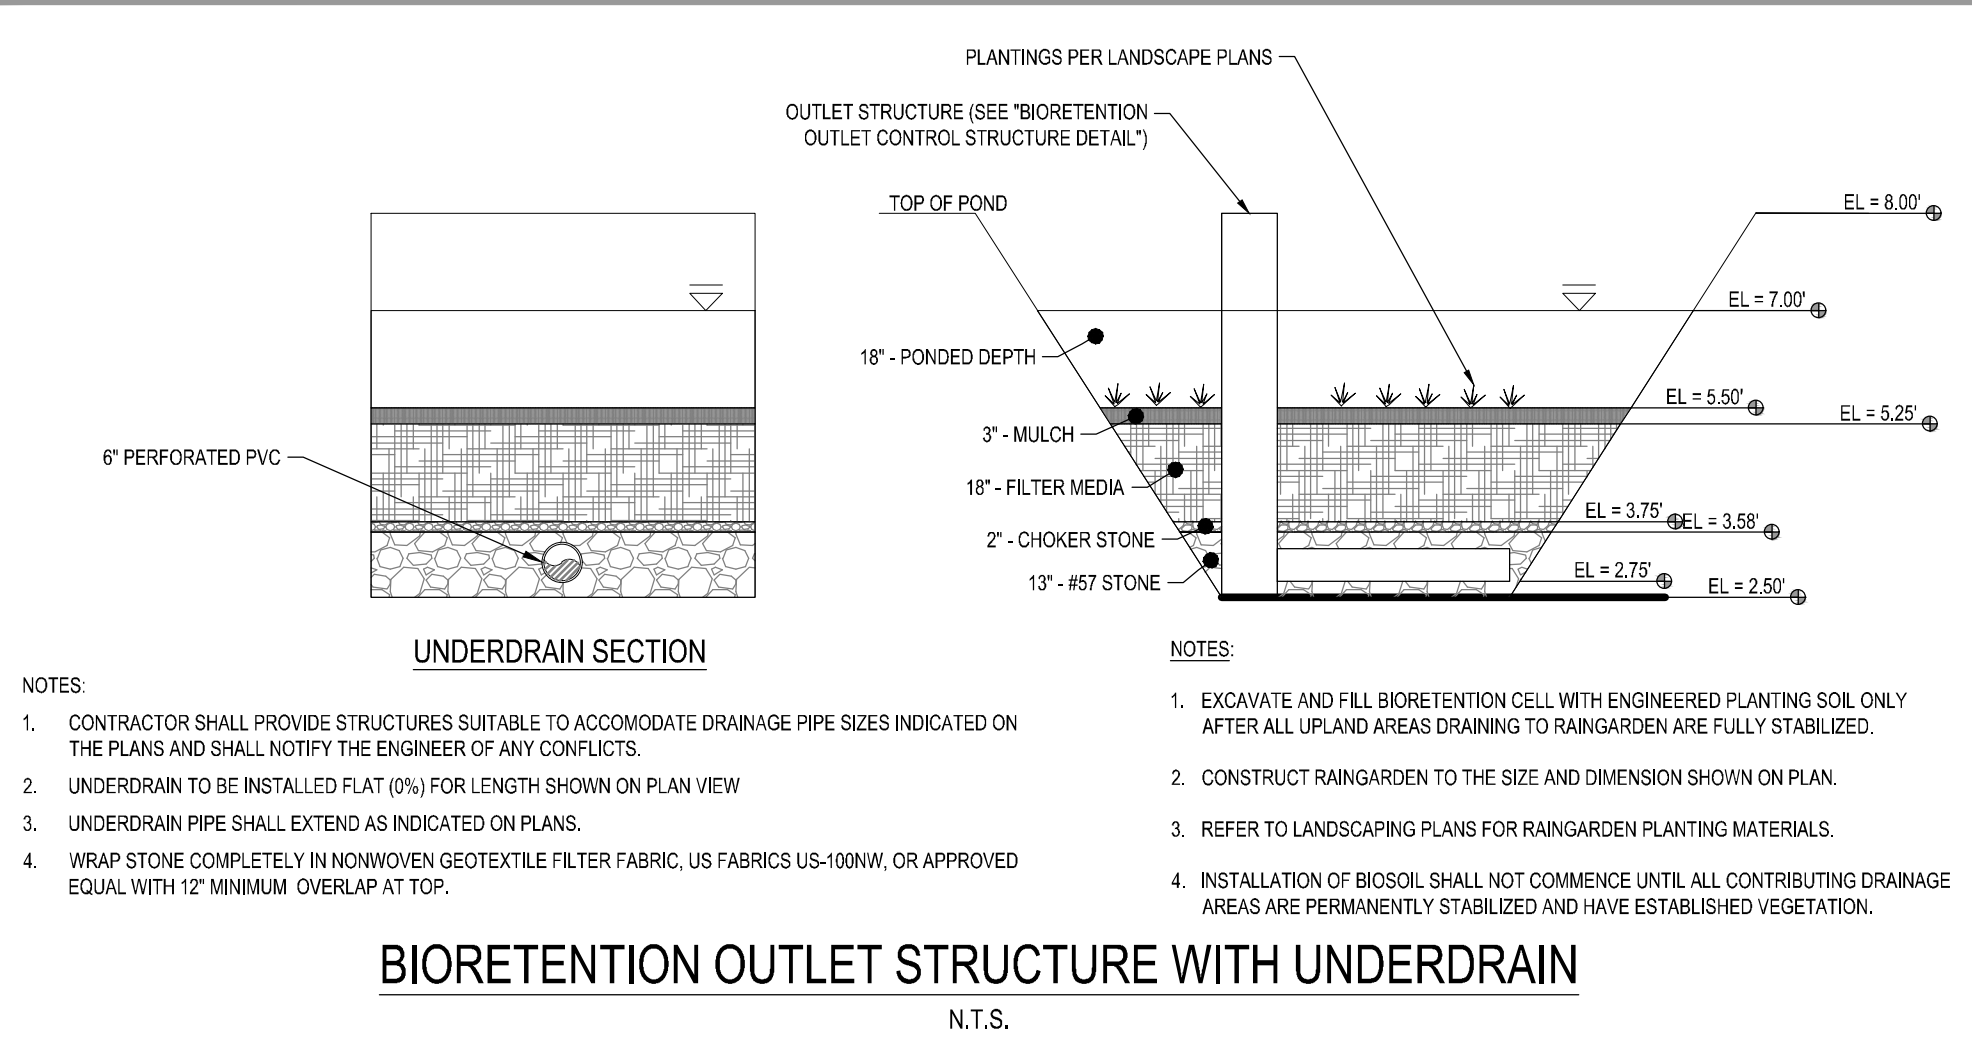 PLANTINGS PER LANDSCAPE PLANS
OUTLET STRUCTURE (SEE "BIORETENTION
OUTLET CONTROL STRUCTURE DETAIL")
TOP OF POND
EL = 8.00'
EL = 7.00'
18" - PONDED DEPTH
EL = 5.50'
EL = 5.25'
3" - MULCH
6" PERFORATED PVC
18" - FILTER MEDIA
EL = 3.75'
EL = 3.58'
2" - CHOKER STONE
13" - #57 STONE
EL = 2.75'
EL = 2.50'
UNDERDRAIN SECTION
NOTES:
1. CONTRACTOR SHALL PROVIDE STRUCTURES SUITABLE TO ACCOMODATE DRAINAGE PIPE SIZES INDICATED ON
THE PLANS AND SHALL NOTIFY THE ENGINEER OF ANY CONFLICTS.
2. UNDERDRAIN TO BE INSTALLED FLAT (0%) FOR LENGTH SHOWN ON PLAN VIEW
3. UNDERDRAIN PIPE SHALL EXTEND AS INDICATED ON PLANS.
4. WRAP STONE COMPLETELY IN NONWOVEN GEOTEXTILE FILTER FABRIC, US FABRICS US-100NW, OR APPROVED
EQUAL WITH 12" MINIMUM OVERLAP AT TOP.
NOTES:
1. EXCAVATE AND FILL BIORETENTION CELL WITH ENGINEERED PLANTING SOIL ONLY
AFTER ALL UPLAND AREAS DRAINING TO RAINGARDEN ARE FULLY STABILIZED.
2. CONSTRUCT RAINGARDEN TO THE SIZE AND DIMENSION SHOWN ON PLAN.
3. REFER TO LANDSCAPING PLANS FOR RAINGARDEN PLANTING MATERIALS.
4. INSTALLATION OF BIOSOIL SHALL NOT COMMENCE UNTIL ALL CONTRIBUTING DRAINAGE
AREAS ARE PERMANENTLY STABILIZED AND HAVE ESTABLISHED VEGETATION.
BIORETENTION OUTLET STRUCTURE WITH UNDERDRAIN
N.T.S.